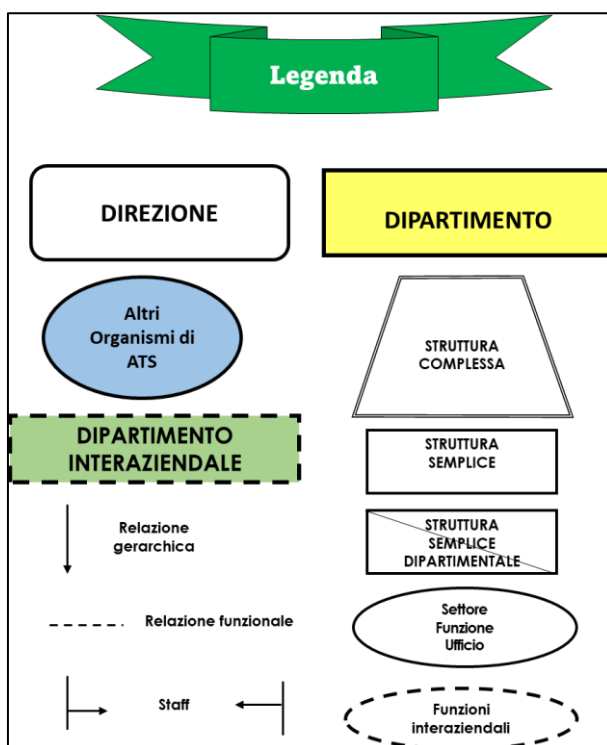 Legenda
DIREZIONE
DIPARTIMENTO
Altri
Organismi di
ATS
STRUTTURA
COMPLESSA
DIPARTIMENTO
INTERAZIENDALE
STRUTTURA
SEMPLICE
Relazione
gerarchica
STRUTTURA
SEMPLICE
DIPARTIMENTALE
Relazione funzionale
Settore
Funzione
Ufficio
Staff
Funzioni
interaziendali